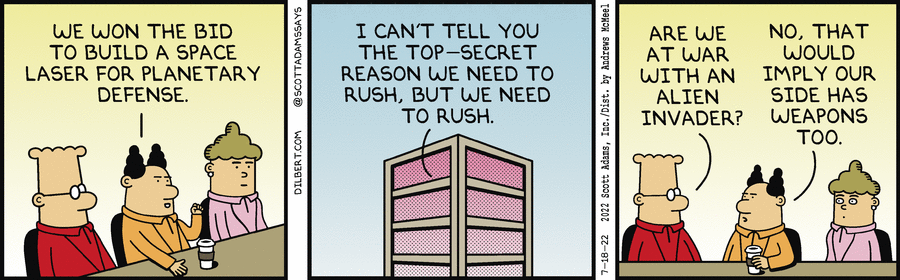 WE WON THE BID
TO BUILD A SPACE
LASER FOR PLANETARY
DEFENSE.
DILBERT.COM @SCOTTADAMSSAYS
I CAN'T TELL YOU
THE TOP-SECRET
REASON WE NEED TO
RUSH, BUT WE NEED
TO RUSH.
7-18-22 2022 Scott Adams, Inc./Dist. by Andrews McMeel
ARE WE
AT WAR
WITH AN
ALIEN
INVADER?
NO, THAT
WOULD
IMPLY OUR
SIDE HAS
WEAPONS
TOO.